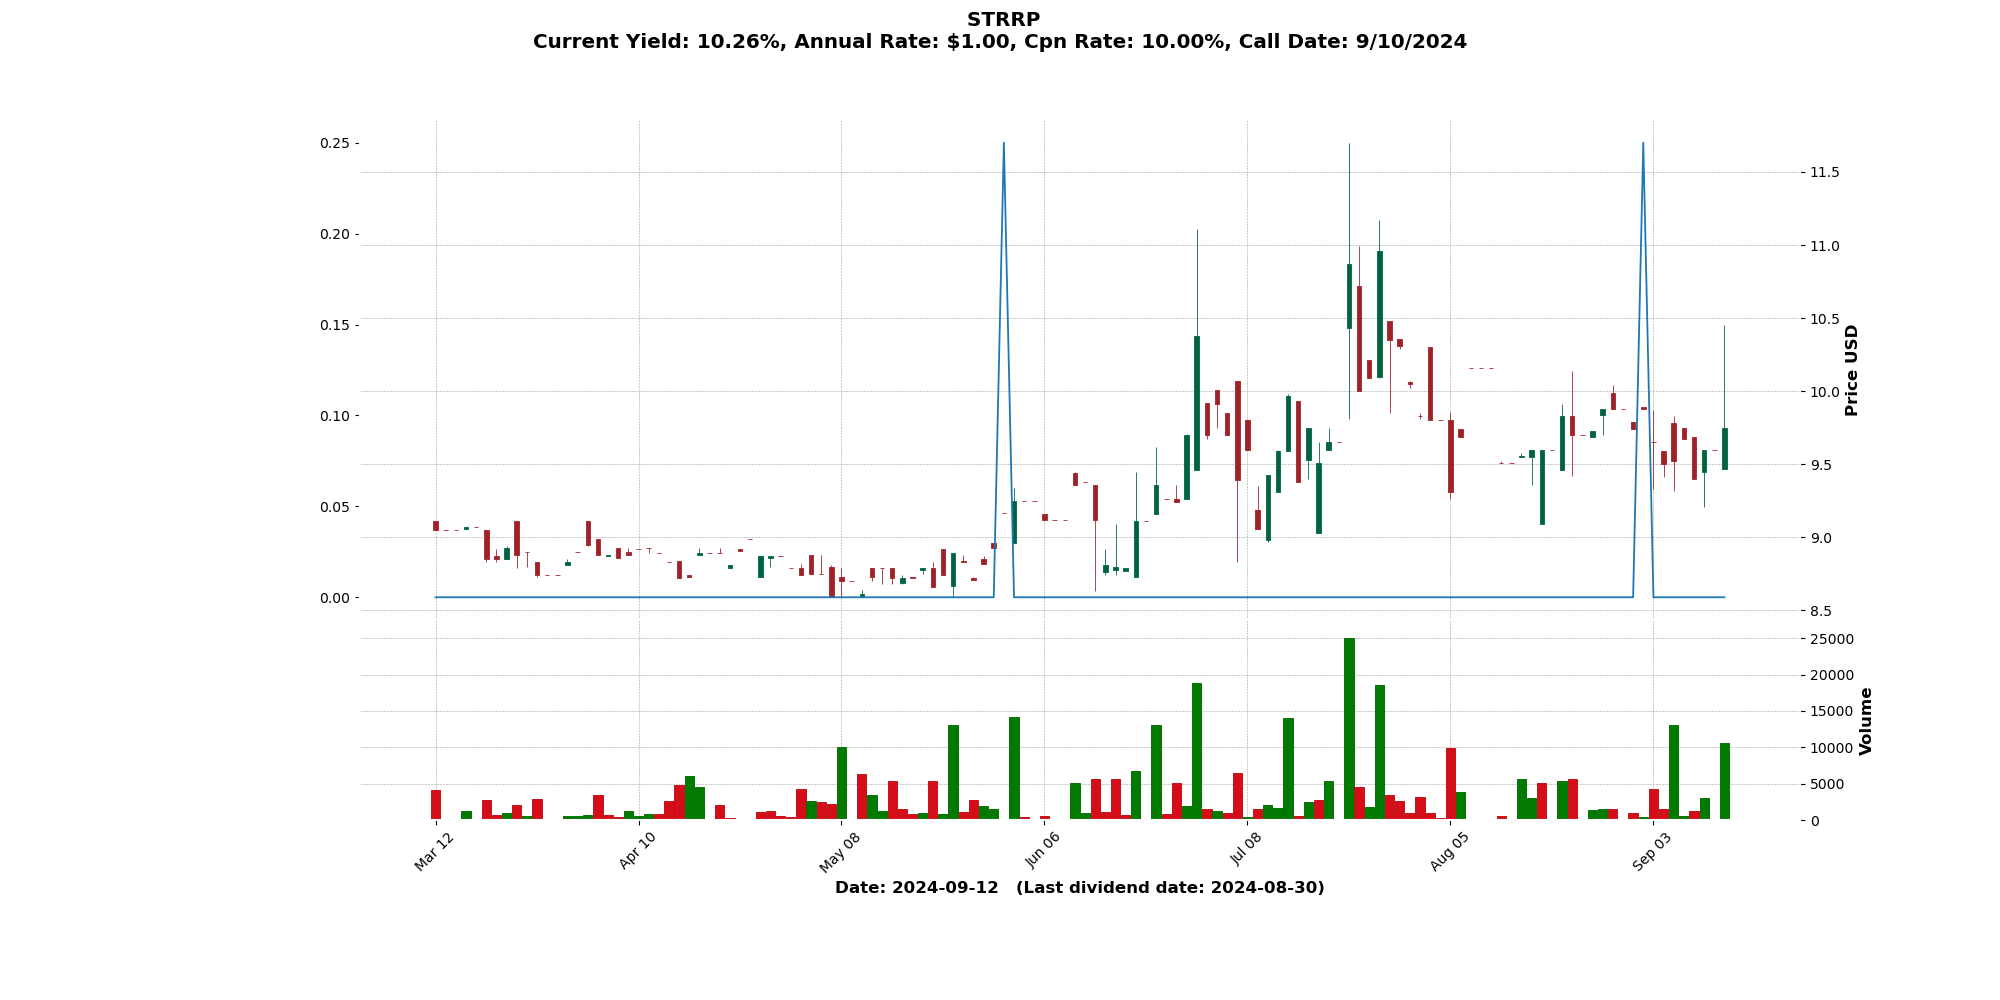 STRRP
Current Yield: 10.26%, Annual Rate: $1.00, Cpn Rate: 10.00%, Call Date: 9/10/2024
0.25
0.20
0.15
0.10
0.05
0.00
11.5
11.0
10.5
10.0
9.5
9.0
8.5
Price USD
25000
20000
15000
10000
5000
0
Volume
Mar 12
Apr 10
May 08
Jun 06
Jul 08
Aug 05
Sep 03
Date: 2024-09-12   (Last dividend date: 2024-08-30)